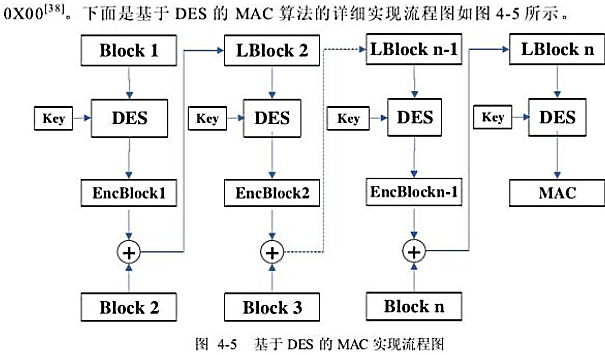 0X00[38]。下面是基于 DES 的 MAC 算法的详细实现流程图如图 4-5 所示。
Block 1
LBlock 2
LBlock n-1
LBlock n
Key
DES
Key
DES
Key
DES
Key
DES
EncBlock1
EncBlock2
EncBlockn-1
MAC
+
+
+
Block 2
Block 3
Block n
图 4-5 基于 DES 的 MAC 实现流程图